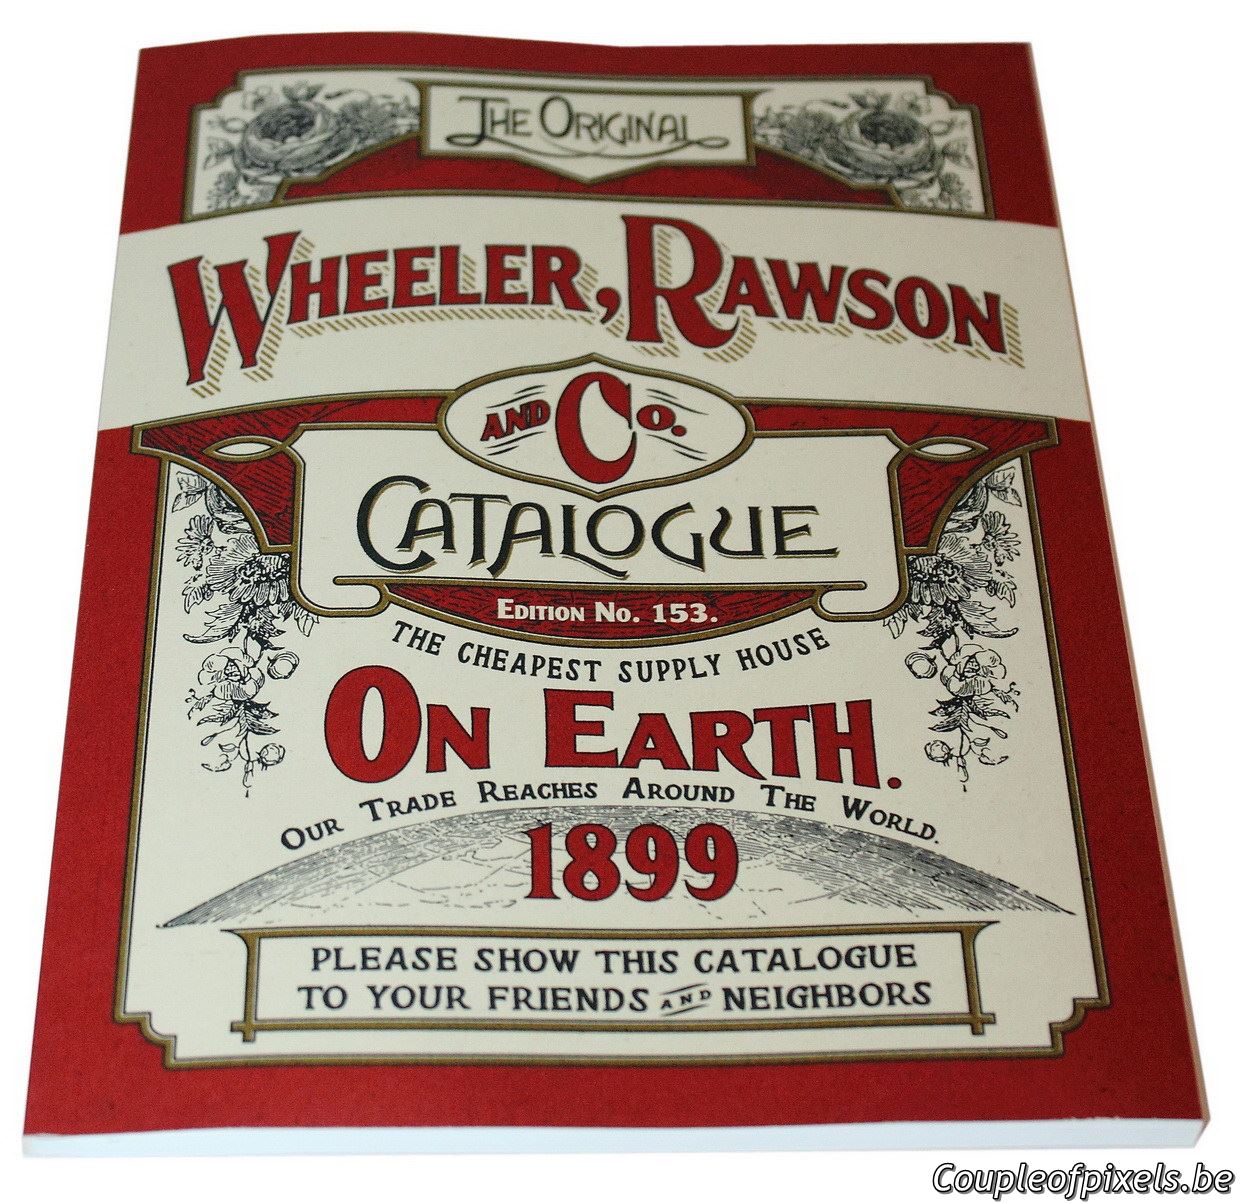 The Original
Wheeler, Rawson
and Co.
Catalogue
Edition No. 153.
The Cheapest Supply House
On Earth.
Our Trade Reaches Around The World.
1899
Please Show This Catalogue
To Your Friends and Neighbors
Coupleofpixels.be